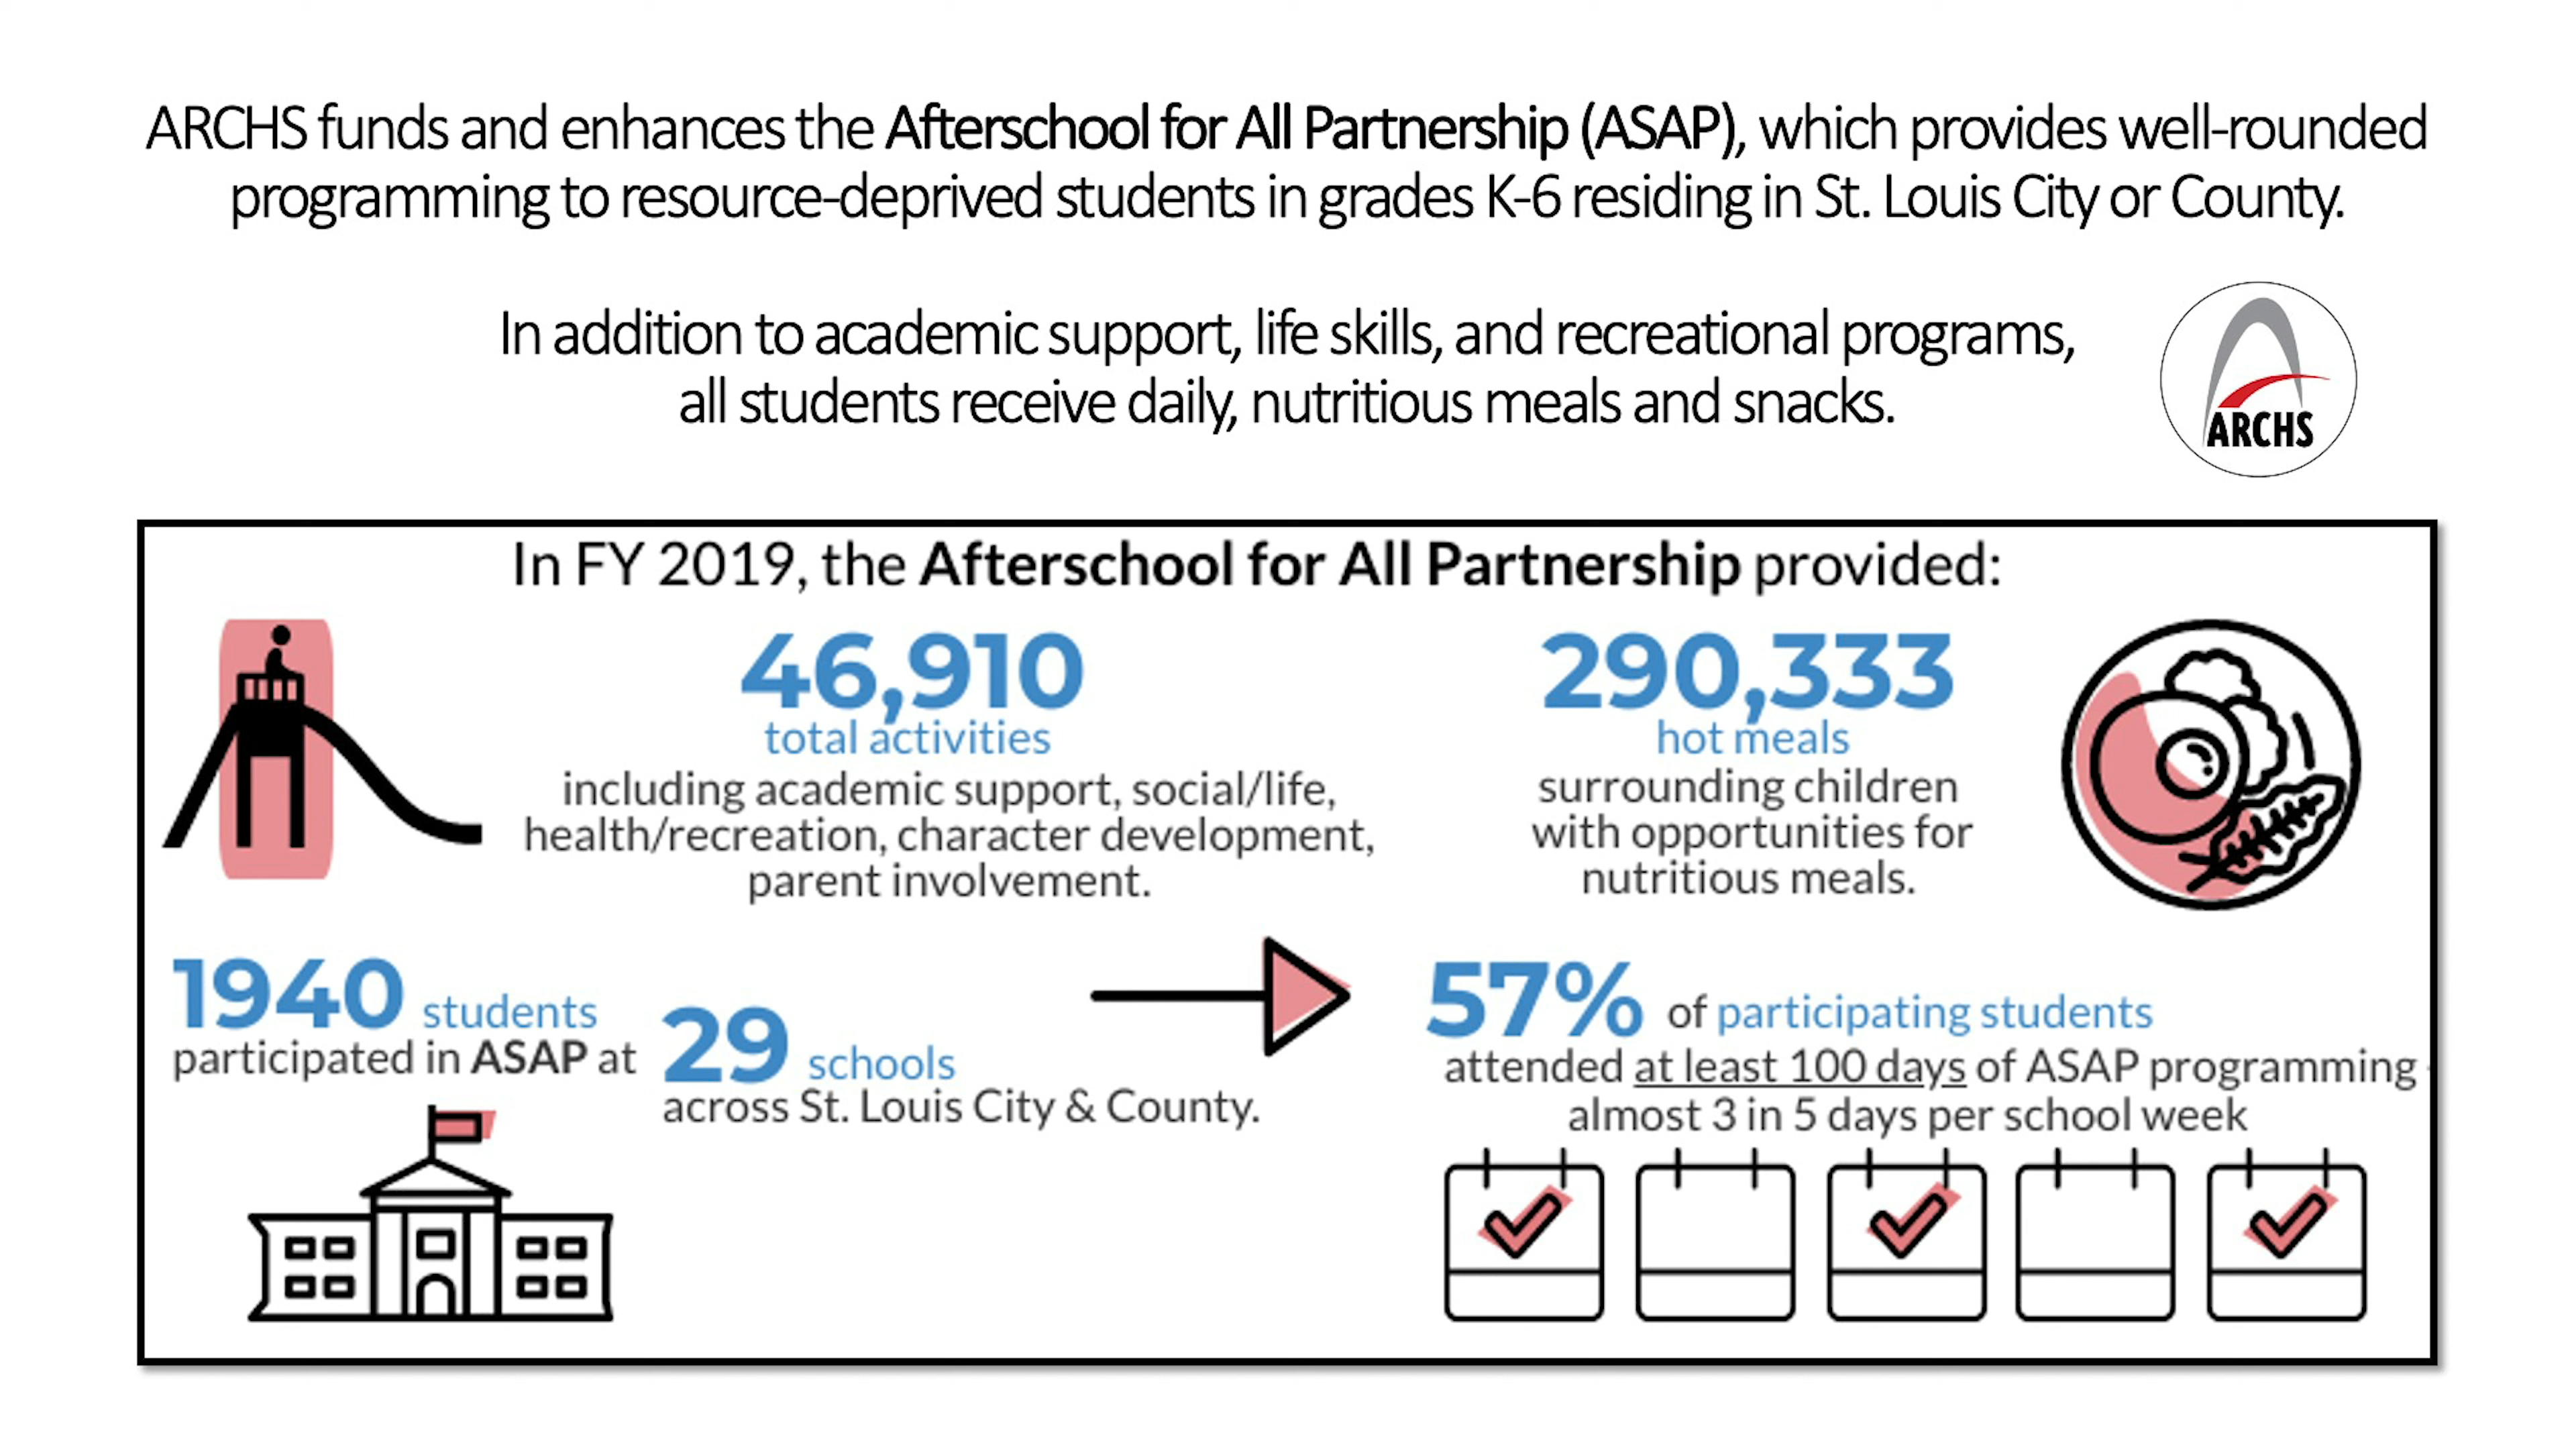 ARCHS funds and enhances the Afterschool for All Partnership (ASAP), which provides well-rounded
programming to resource-deprived students in grades K-6 residing in St. Louis City or County.
In addition to academic support, life skills, and recreational programs,
all students receive daily, nutritious meals and snacks.
ARCHS
In FY 2019, the Afterschool for All Partnership provided:
46,910
total activities
including academic support, social/life,
health/recreation, character development,
parent involvement.
290,333
hot meals
surrounding children
with opportunities for
nutritious meals.
1940 students
participated in ASAP at
29 schools
across St. Louis City & County.
57% of participating students
attended at least 100 days of ASAP programming -
almost 3 in 5 days per school week